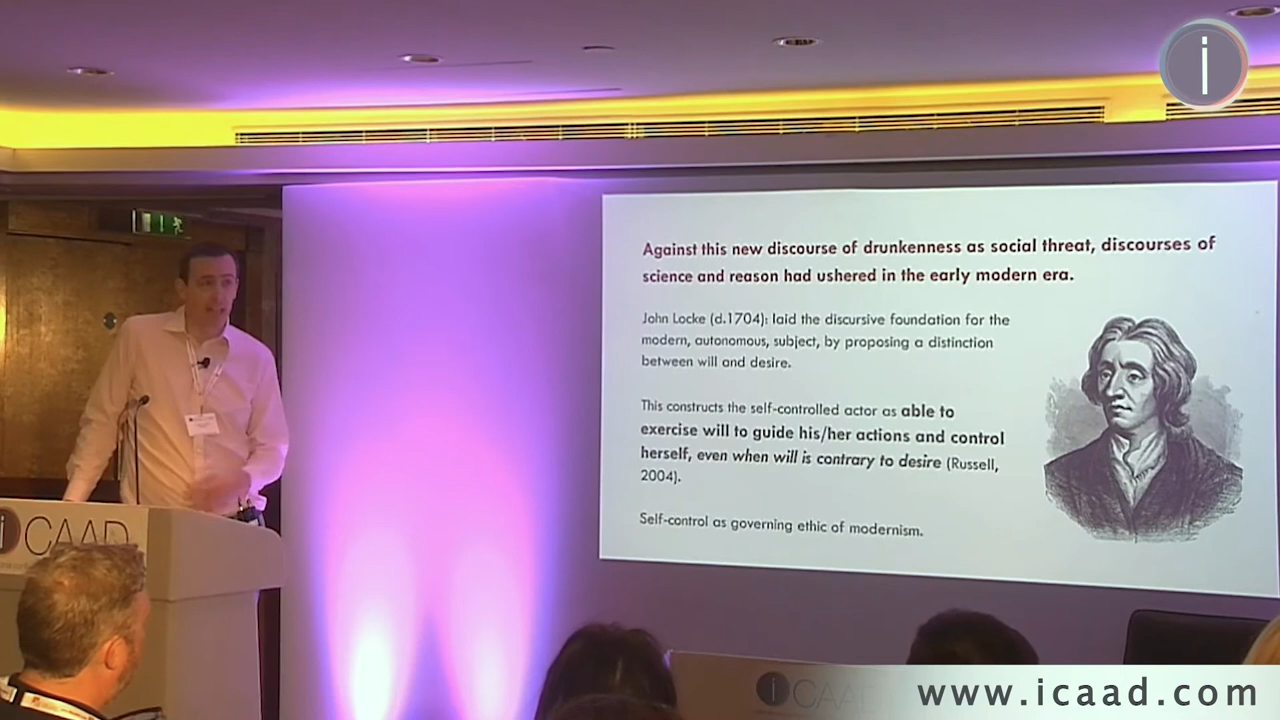 i
Against this new discourse of drunkenness as social threat, discourses of
science and reason had ushered in the early modern era.
John Locke (d.1704): laid the discursive foundation for the
modern, autonomous, subject, by proposing a distinction
between will and desire.
This constructs the self-controlled actor as able to
exercise will to guide his/her actions and control
herself, even when will is contrary to desire (Russell,
2004).
Self-control as governing ethic of modernism.
iCAAD
iCAAD
www.icaad.com